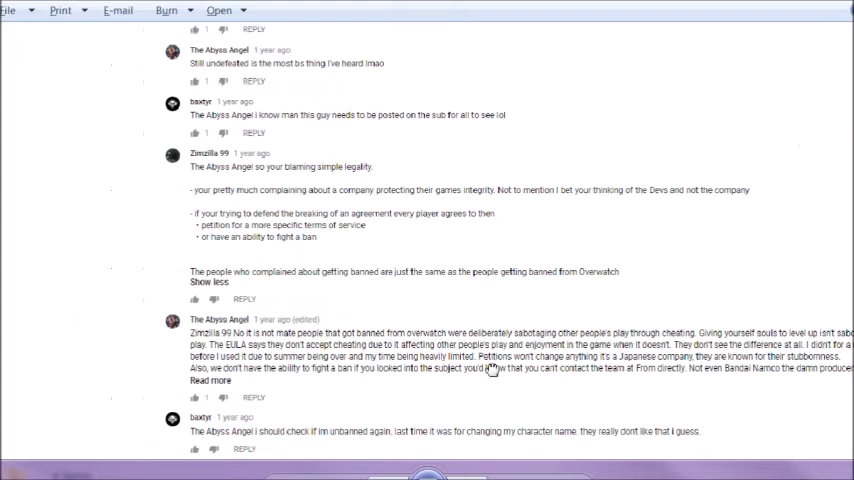 File Print E-mail Burn Open
1 REPLY
The Abyss Angel 1 year ago
Still undefeated is the most bs thing I've heard lmao
1 REPLY
baxtyr 1 year ago
The Abyss Angel i know man this guy needs to be posted on the sub for all to see lol
1 REPLY
Zimzilla 99 1 year ago
The Abyss Angel so your blaming simple legality.
- your pretty much complaining about a company protecting their games integrity. Not to mention I bet your thinking of the Devs and not the company
- if your trying to defend the breaking of an agreement every player agrees to then
• petition for a more specific terms of service
• or have an ability to fight a ban
The people who complained about getting banned are just the same as the people getting banned from Overwatch
Show less
REPLY
The Abyss Angel 1 year ago (edited)
Zimzilla 99 No it is not mate people that got banned from overwatch were deliberately sabotaging other people's play through cheating. Giving yourself souls to level up isn't sabo
play. The EULA says they don't accept cheating due to it affecting other people's play and enjoyment in the game when it doesn't. They don't see the difference at all. I didn't for a
before I used it due to summer being over and my time being heavily limited. Petitions won't change anything it's a Japanese company, they are known for their stubbornness.
Also, we don't have the ability to fight a ban if you looked into the subject you'd know that you can't contact the team at From directly. Not even Bandai Namco the damn produce
Read more
1 REPLY
baxtyr 1 year ago
The Abyss Angel i should check if im unbanned again, last time it was for changing my character name, they really dont like that i guess.
REPLY